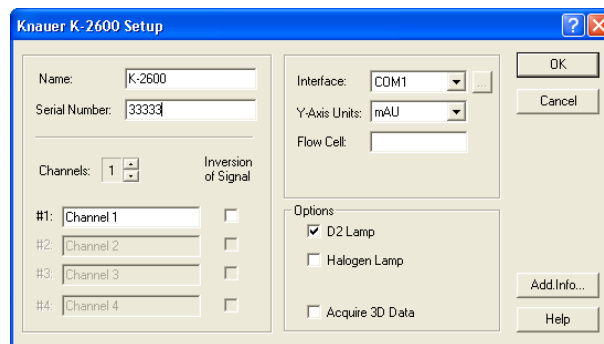 Knauer K-2600 Setup
Name: K-2600
Serial Number: 33333
Channels: 1
Inversion
of Signal
#1: Channel 1
#2: Channel 2
#3: Channel 3
#4: Channel 4
Interface: COM1 ...
Y-Axis Units: mAU
Flow Cell:
Options
D2 Lamp
Halogen Lamp
Acquire 3D Data
OK
Cancel
Add.Info...
Help